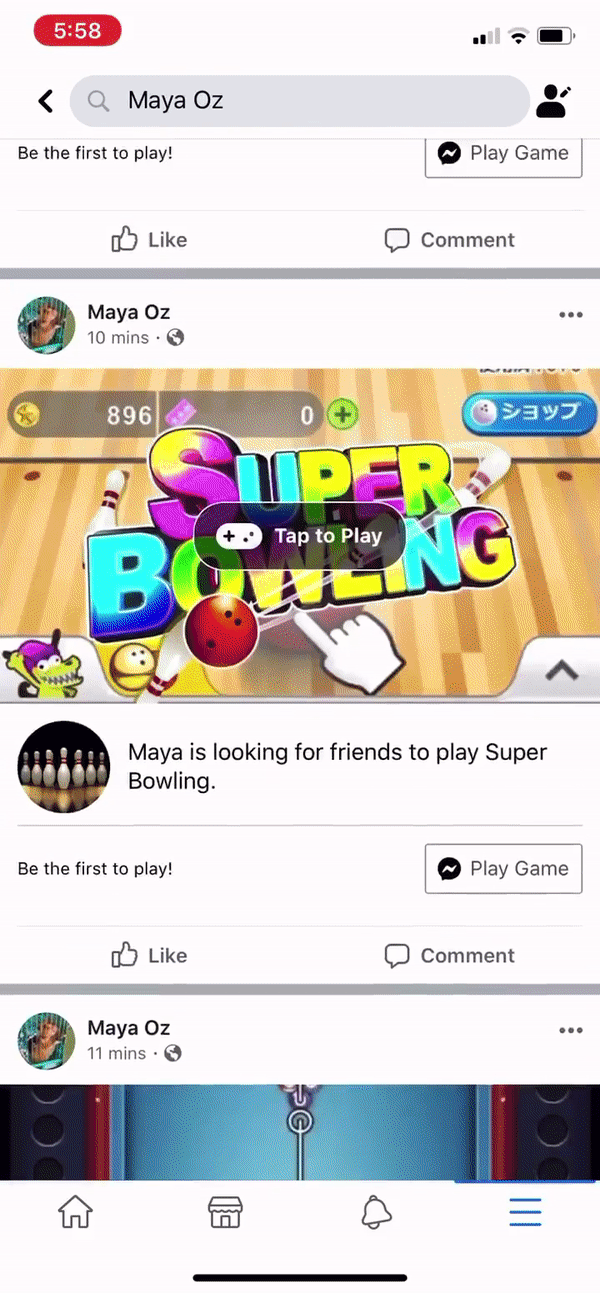 5:58
Maya Oz
Be the first to play!
Play Game
Like
Comment
Maya Oz
10 mins ·
896
0
ショップ
SUPER
BOWLING
Tap to Play
Maya is looking for friends to play Super
Bowling.
Be the first to play!
Play Game
Like
Comment
Maya Oz
11 mins ·